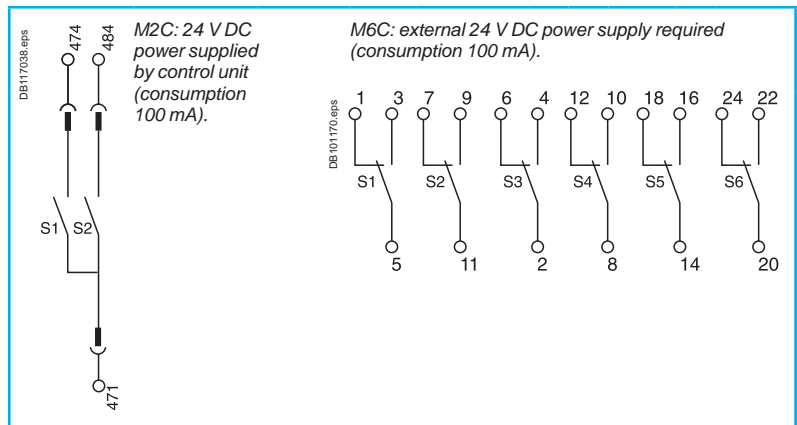 DB117038.eps
474
484
M2C: 24 V DC
power supplied
by control unit
(consumption
100 mA).
S1
S2
471
M6C: external 24 V DC power supply required
(consumption 100 mA).
DB101170.eps
1 3 7 9 6 4 12 10 18 16 24 22
S1 S2 S3 S4 S5 S6
5 11 2 8 14 20